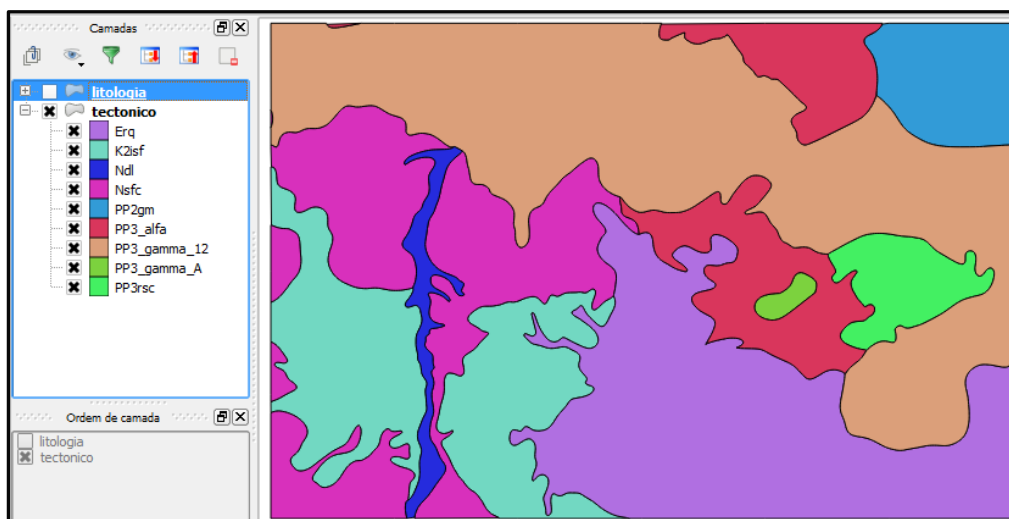 Camadas
litologia
tectonico
Erq
K2isf
Ndl
Nsfc
PP2gm
PP3_alfa
PP3_gamma_12
PP3_gamma_A
PP3rsc
Ordem de camada
litologia
tectonico